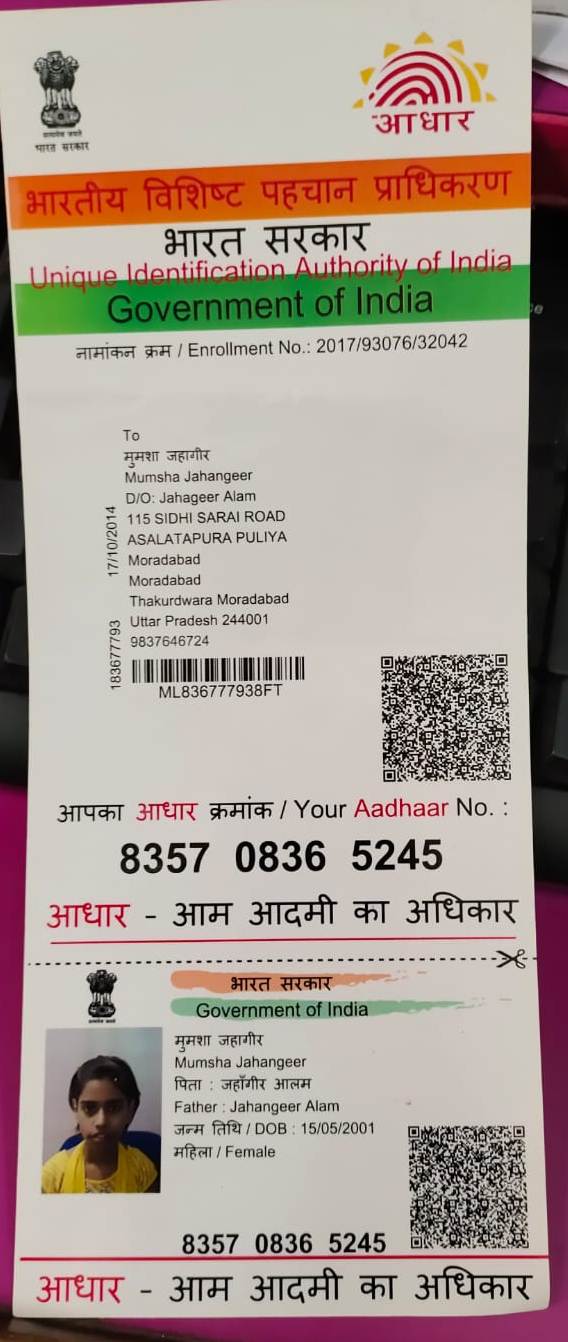 सत्यमेव जयते
भारत सरकार
आधार
भारतीय विशिष्ट पहचान प्राधिकरण
भारत सरकार
Unique Identification Authority of India
Government of India
नामांकन क्रम / Enrollment No.: 2017/93076/32042
To
मुमशा जहागीर
Mumsha Jahangeer
D/O: Jahageer Alam
115 SIDHI SARAI ROAD
ASALATAPURA PULIYA
Moradabad
Moradabad
Thakurdwara Moradabad
Uttar Pradesh 244001
9837646724
17/10/2014
183677793
ML836777938FT
आपका आधार क्रमांक / Your Aadhaar No. :
8357 0836 5245
आधार - आम आदमी का अधिकार
भारत सरकार
Government of India
मुमशा जहागीर
Mumsha Jahangeer
पिता : जहाँगीर आलम
Father : Jahangeer Alam
जन्म तिथि / DOB : 15/05/2001
महिला / Female
8357 0836 5245
आधार - आम आदमी का अधिकार